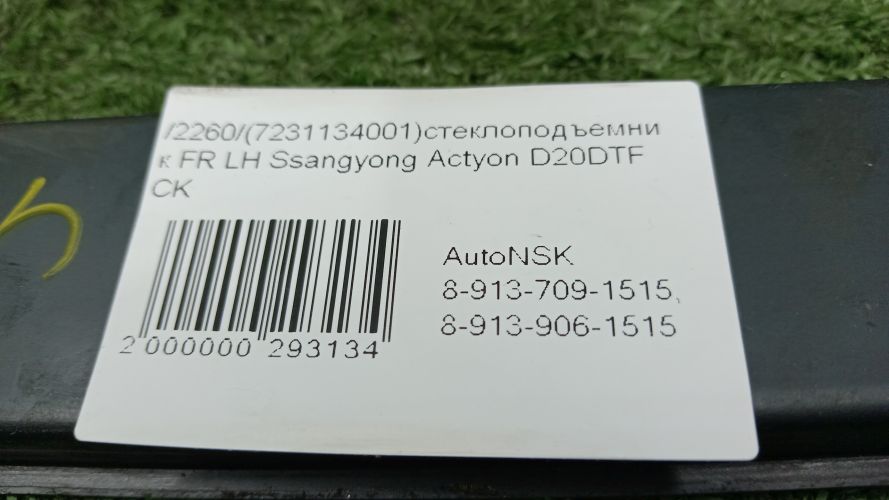 /2260/(7231134001)стеклоподъемни
к FR LH Ssangyong Actyon D20DTF
CK
AutoNSK
8-913-709-1515,
8-913-906-1515
2 000000 293134